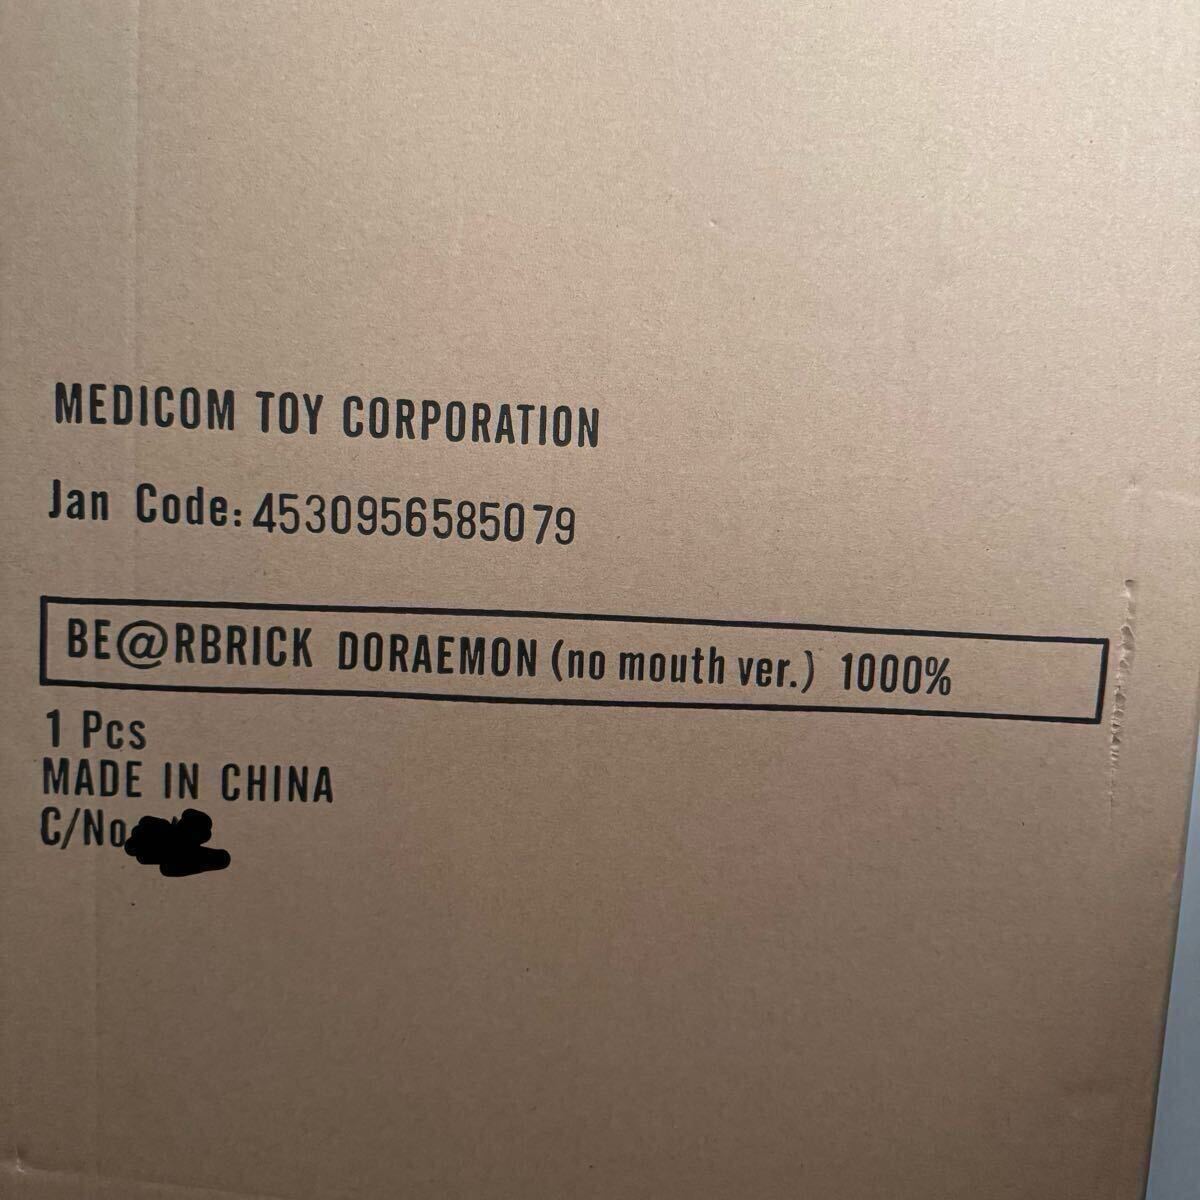 MEDICOM TOY CORPORATION
Jan Code: 4530956585079
BE@RBRICK DORAEMON (no mouth ver.) 1000%
1 Pcs
MADE IN CHINA
C/No